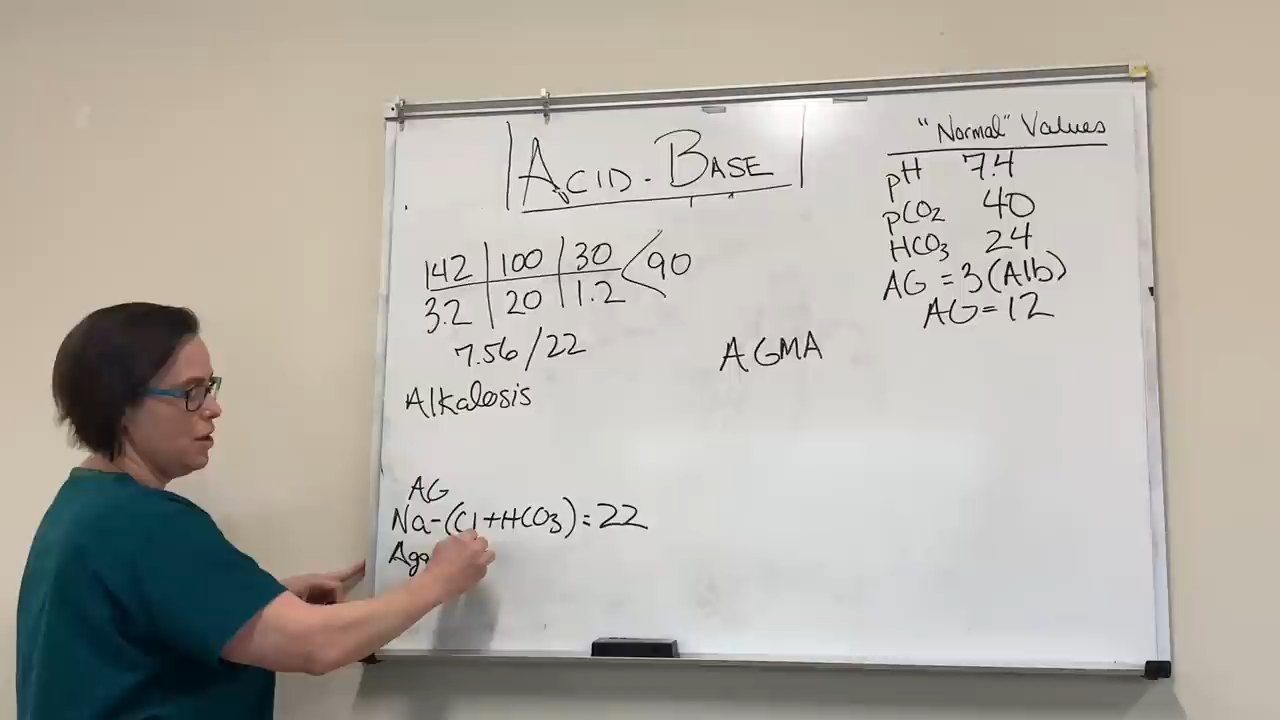 ACID-BASE
142 | 100 | 30 < 90
3.2 | 20 | 1.2
7.56/22
Alkalosis
AG
Na-(Cl+HCO3)=22
"Normal" Values
pH 7.4
pCO2 40
HCO3 24
AG = 3(Alb)
AG=12
AGMA